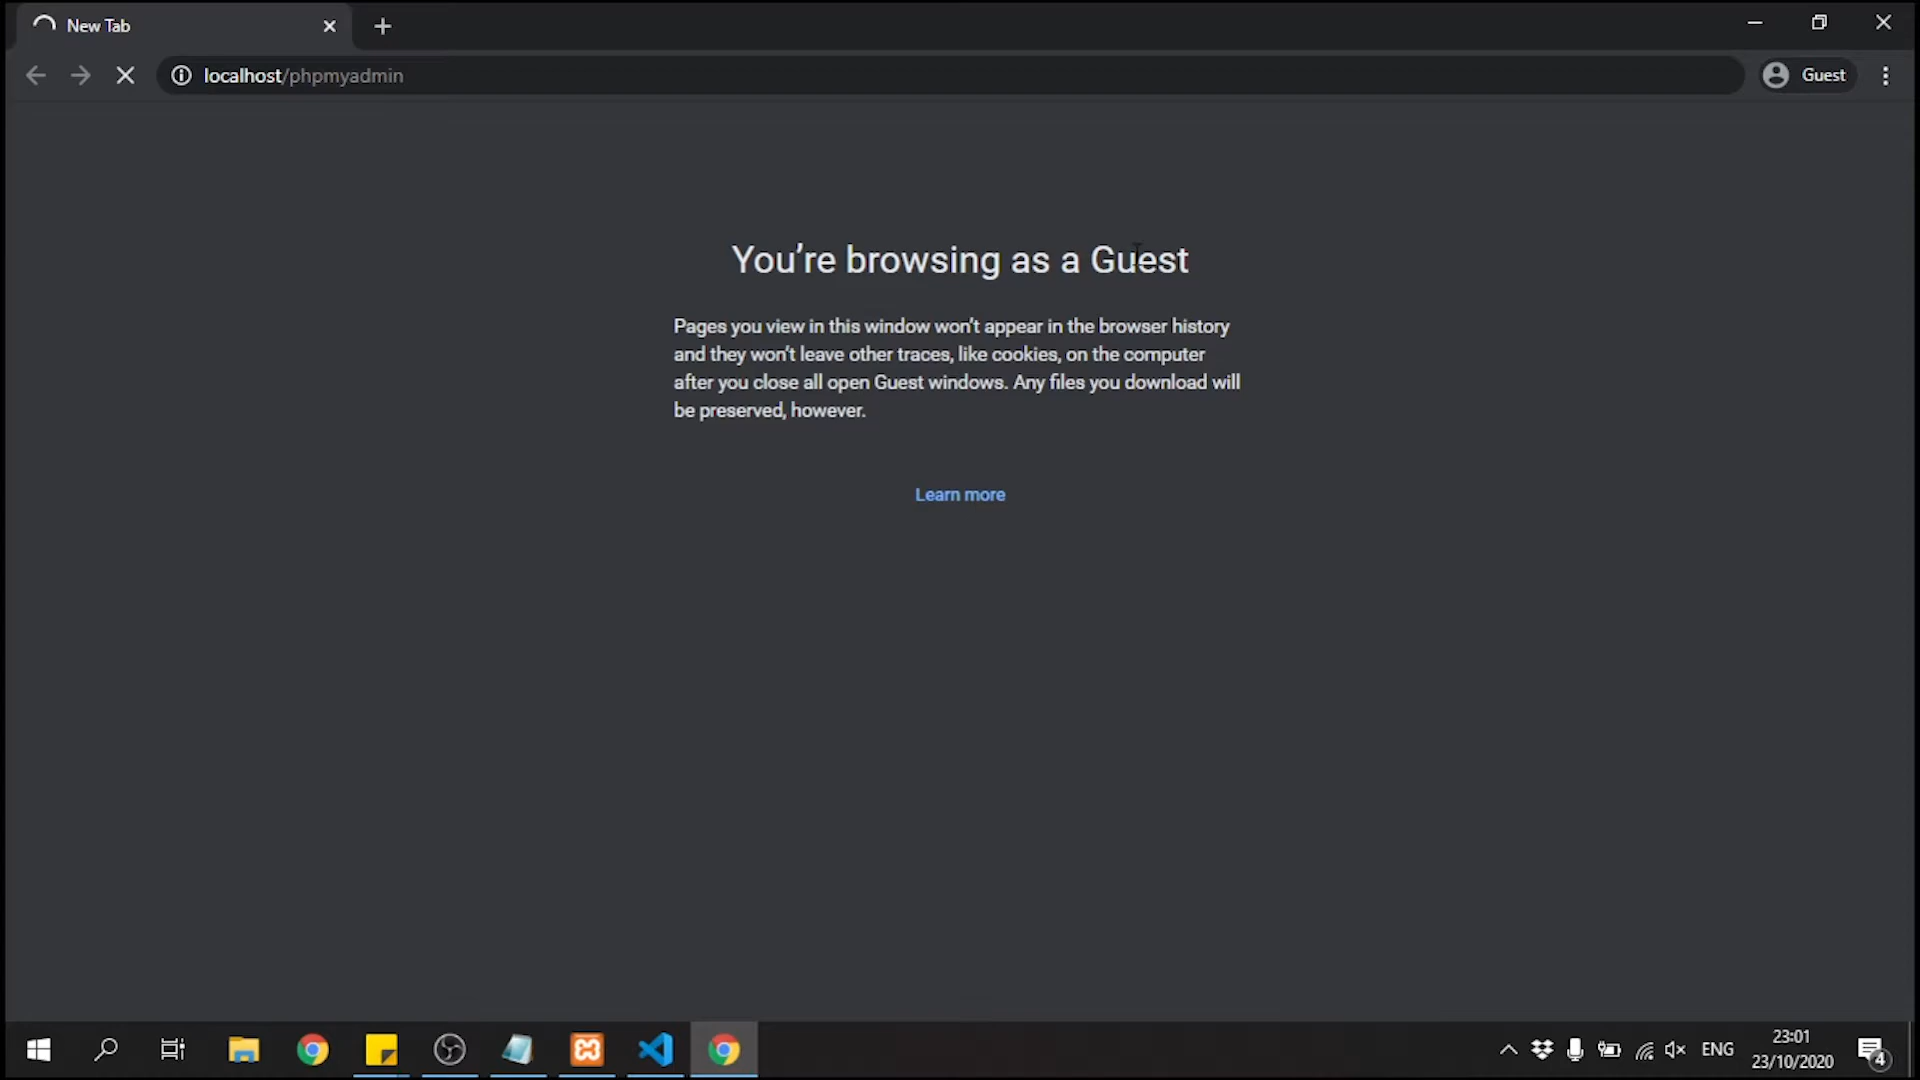 New Tab
localhost/phpmyadmin
Guest
You’re browsing as a Guest
Pages you view in this window won’t appear in the browser history
and they won’t leave other traces, like cookies, on the computer
after you close all open Guest windows. Any files you download will
be preserved, however.
Learn more
ENG
23:01
23/10/2020
4